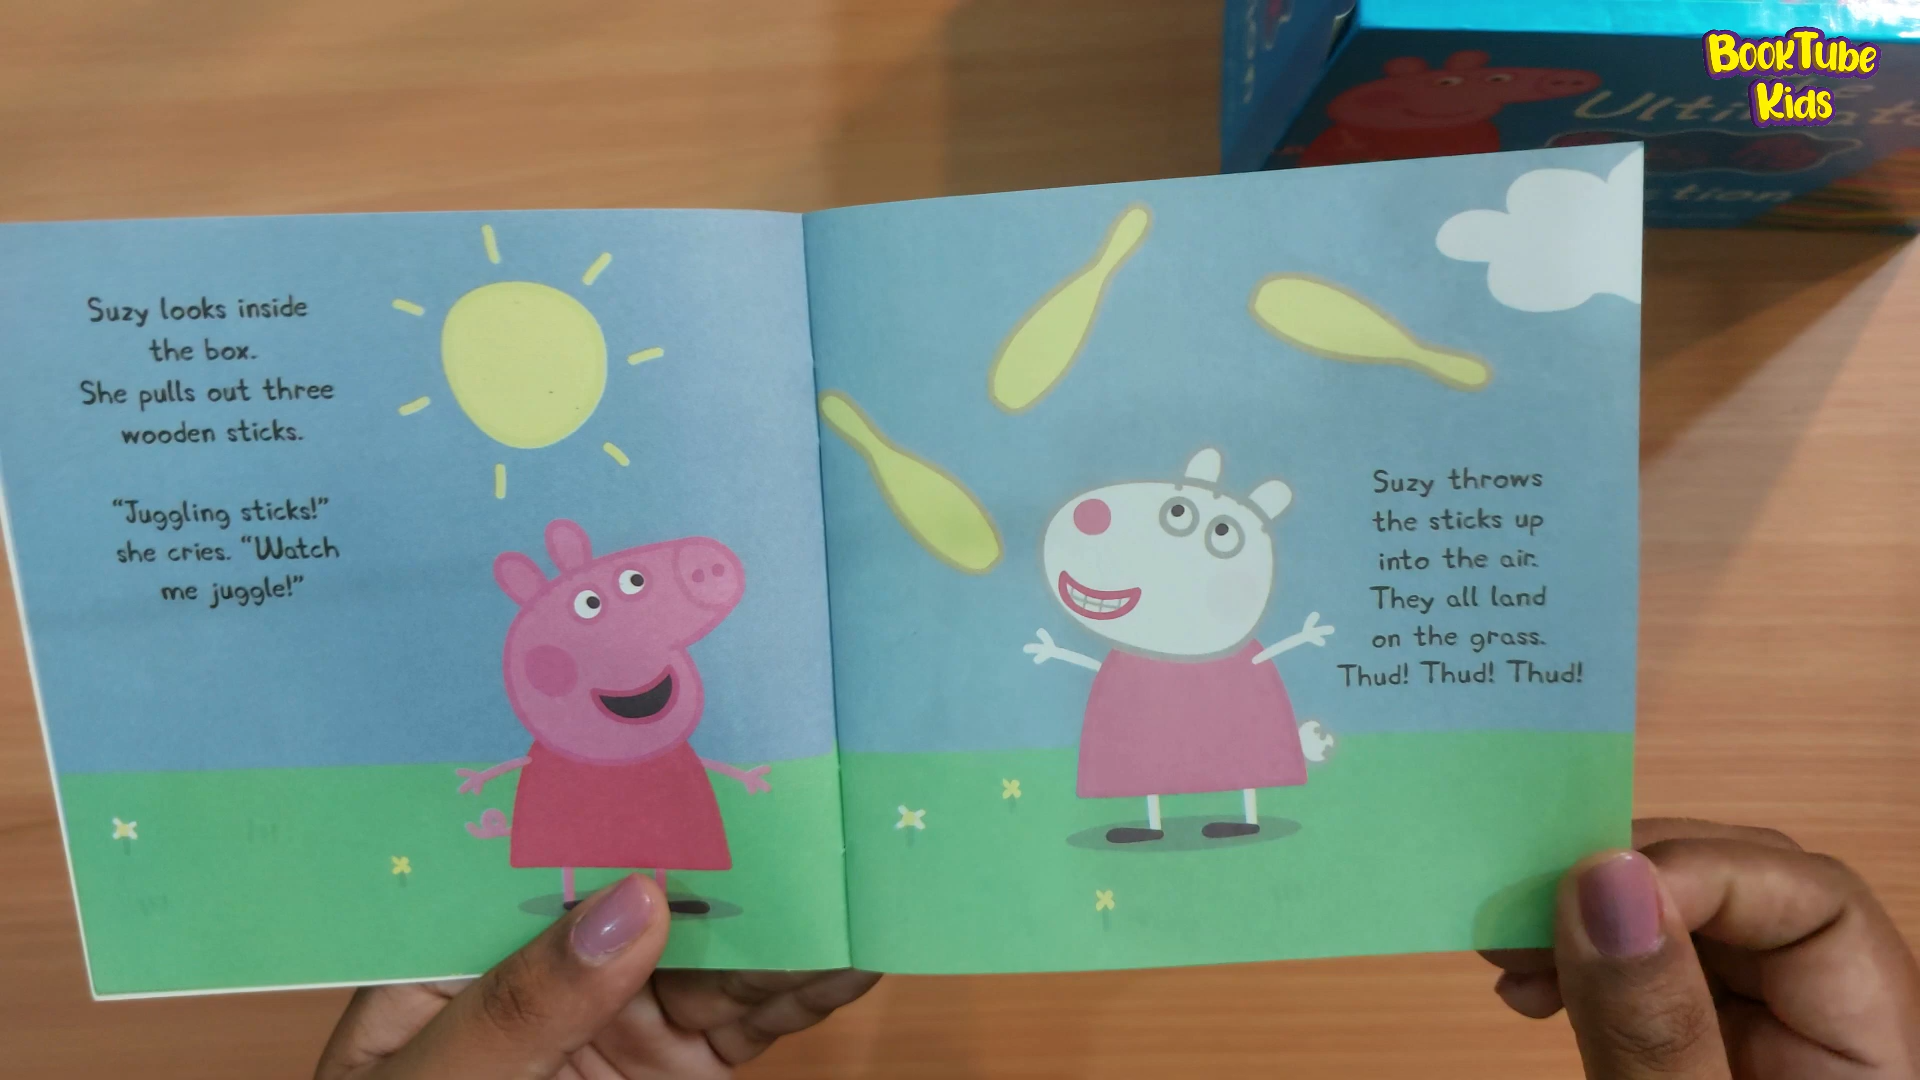 BookTube
Kids
Ultimate
Suzy looks inside
the box.
She pulls out three
wooden sticks.
“Juggling sticks!”
she cries. “Watch
me juggle!”
Suzy throws
the sticks up
into the air.
They all land
on the grass.
Thud! Thud! Thud!